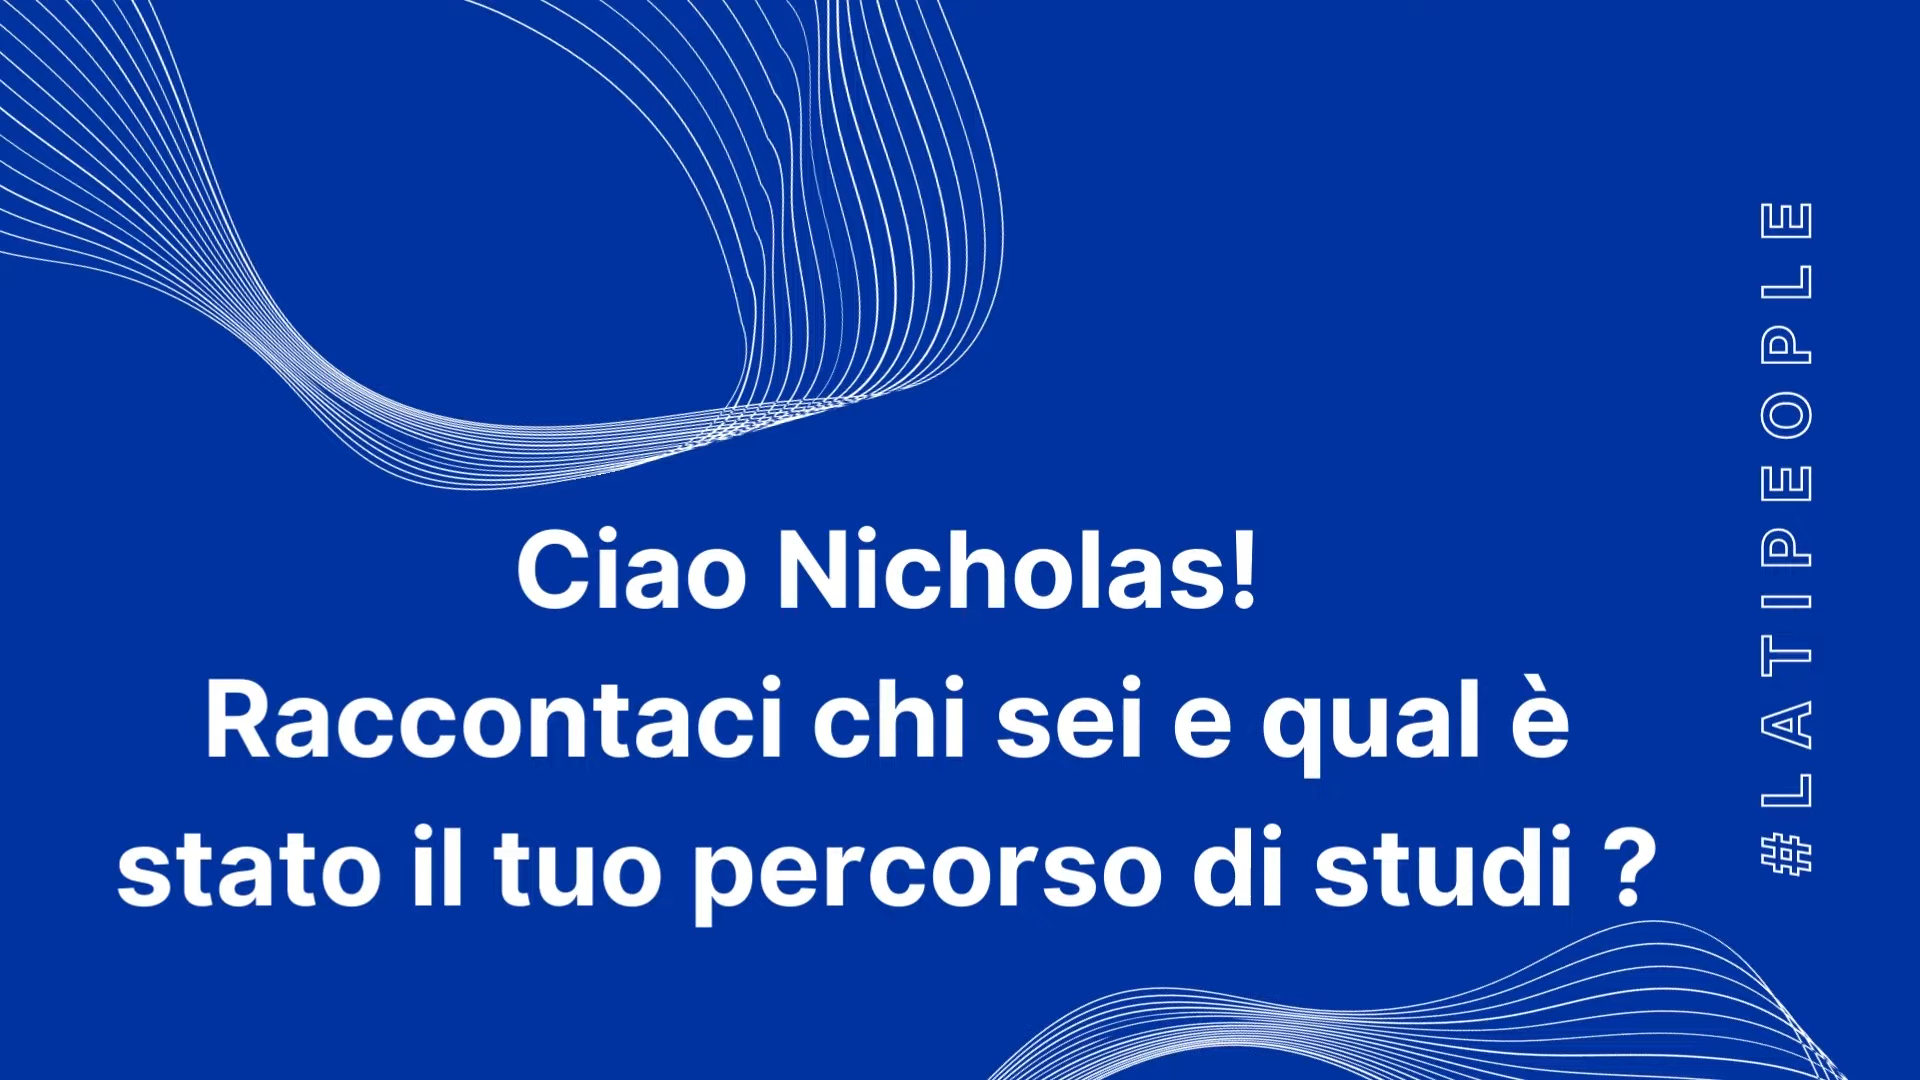 Ciao Nicholas!
Raccontaci chi sei e qual è
stato il tuo percorso di studi ?
#LATIPEOPLE